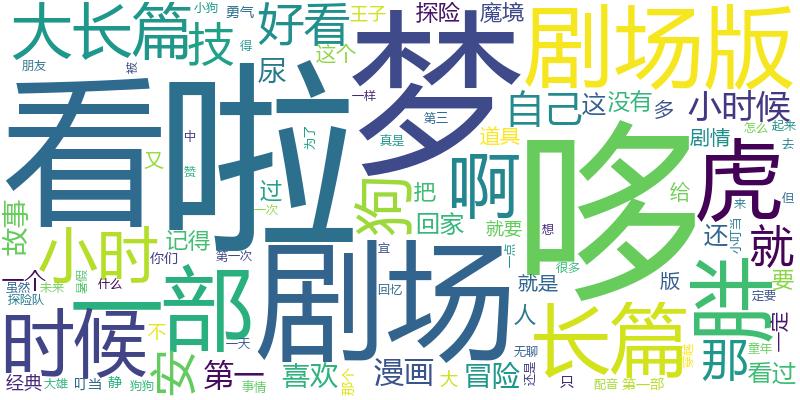 小狗
勇气
王子
探险
魔境
大长篇
技
得
好看
这个
剧场版
朋友
板
尿
梦
一样
自己
这
没有
多
小时候
看
啦
中
为了
第三
真是
道具
剧情
怎么
起来
去
又
赞
过
狗
把
啊
哆
虎
故事
小时
记得
一次
回家
就要
想
给
还
小叮当
来
但
就
你们
第一次
剧场
宜
一点
一个
虽然
未来
暑假
什么
一部
回忆
就是
很多
版
胖
要
定要
探险队
时候
不
一天
人
长篇
无聊
那
一定
童年
看过
经典
大雄
叮当
静
狗狗
安
第一
事情
喜欢
那个
漫画
大
冒险
还是
只
配音
第一部